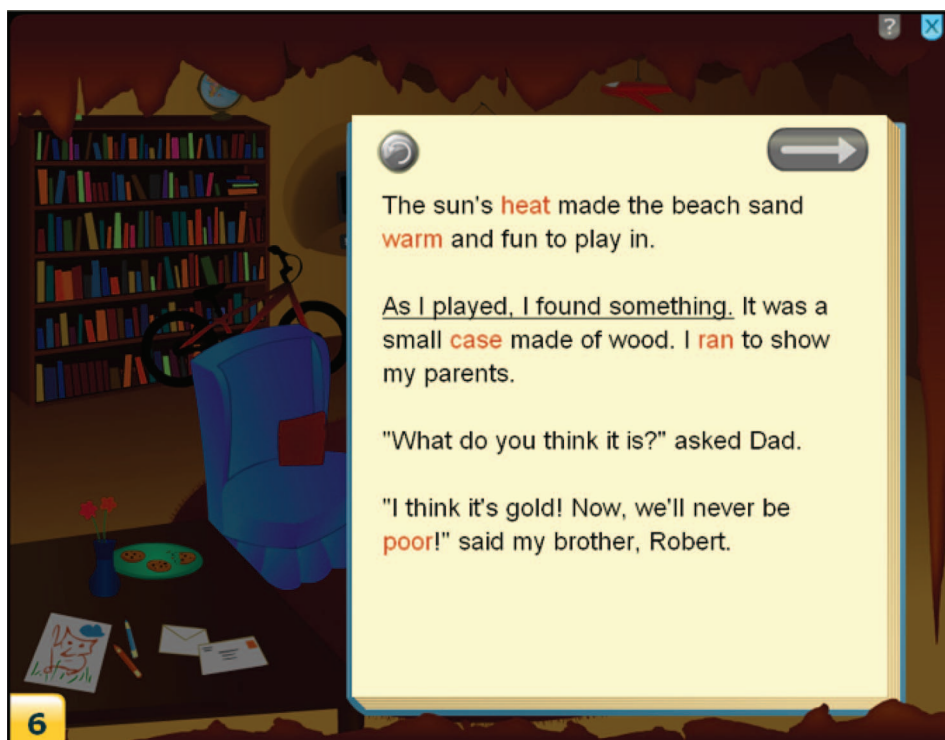 ?
X
The sun's heat made the beach sand
warm and fun to play in.
As I played, I found something. It was a
small case made of wood. I ran to show
my parents.
"What do you think it is?" asked Dad.
"I think it's gold! Now, we'll never be
poor!" said my brother, Robert.
6